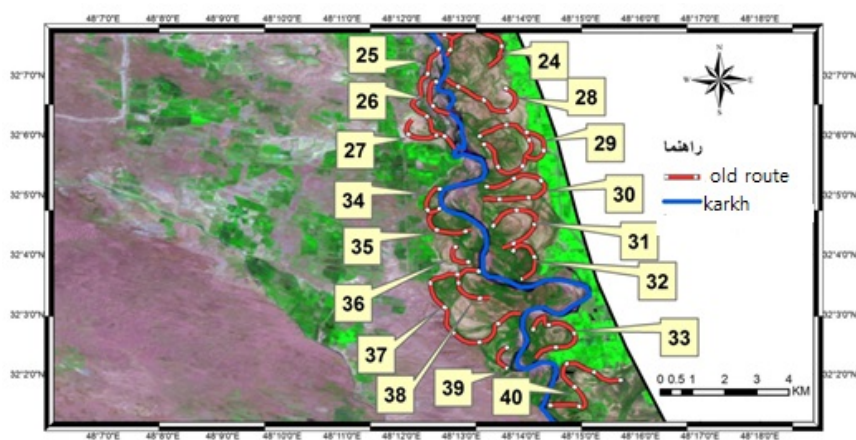 48°7'0"E 48°8'0"E 48°9'0"E 48°10'0"E 48°11'0"E 48°12'0"E 48°13'0"E 48°14'0"E 48°15'0"E 48°16'0"E 48°17'0"E 48°18'0"E
25
24
32°7'0"N 32°7'0"N
N
W E
S
26
28
32°6'0"N 32°6'0"N
27
29
راهنما
old route
karkh
32°5'0"N 32°5'0"N
34
30
35
31
32°4'0"N 32°4'0"N
36
32
32°3'0"N 32°3'0"N
37
33
38
39
40
32°2'0"N 32°2'0"N
0 0.5 1 2 3 4
KM
48°7'0"E 48°8'0"E 48°9'0"E 48°10'0"E 48°11'0"E 48°12'0"E 48°13'0"E 48°14'0"E 48°15'0"E 48°16'0"E 48°17'0"E 48°18'0"E